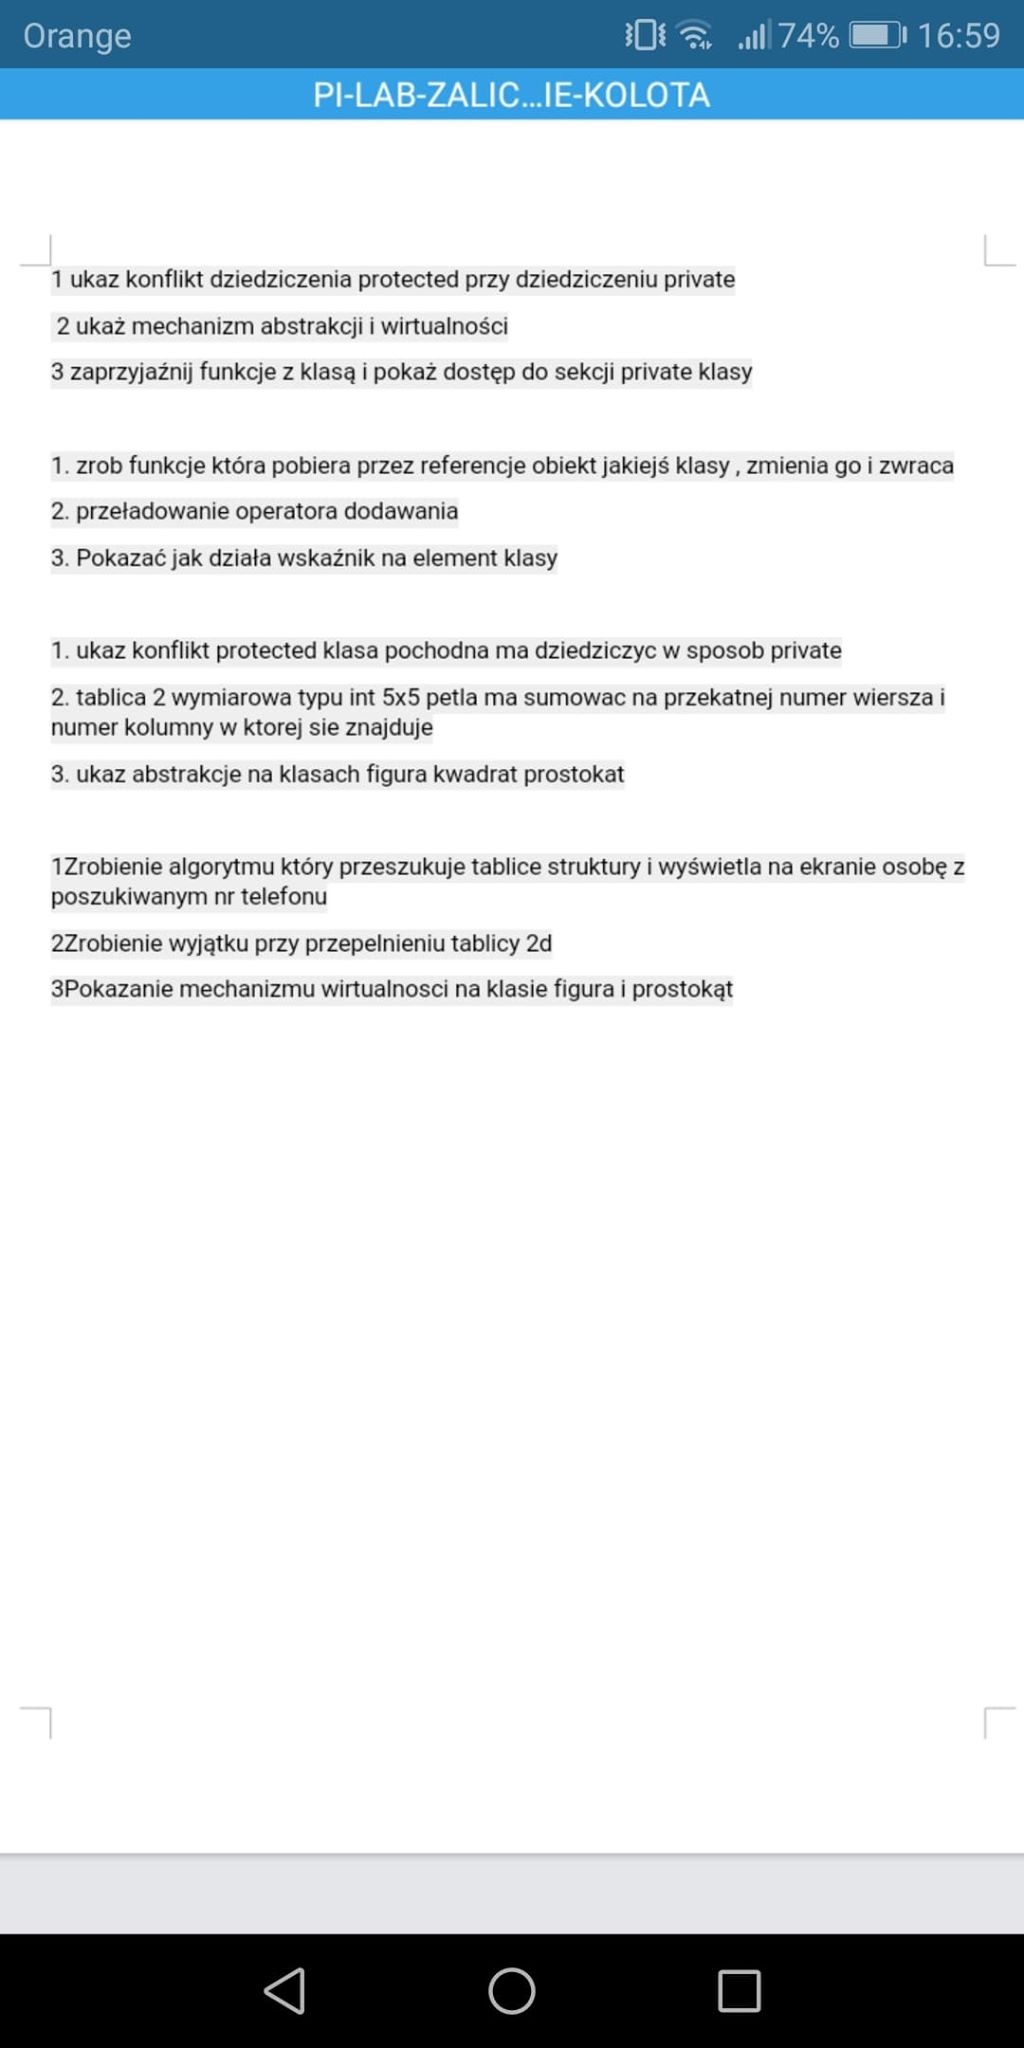 Orange
74%
16:59
PI-LAB-ZALIC...IE-KOLOTA
1 ukaz konflikt dziedziczenia protected przy dziedziczeniu private
2 ukaż mechanizm abstrakcji i wirtualności
3 zaprzyjaźnij funkcje z klasą i pokaż dostęp do sekcji private klasy
1. zrob funkcje która pobiera przez referencje obiekt jakiejś klasy , zmienia go i zwraca
2. przeładowanie operatora dodawania
3. Pokazać jak działa wskaźnik na element klasy
1. ukaz konflikt protected klasa pochodna ma dziedziczyc w sposob private
2. tablica 2 wymiarowa typu int 5x5 petla ma sumowac na przekatnej numer wiersza i
numer kolumny w ktorej sie znajduje
3. ukaz abstrakcje na klasach figura kwadrat prostokat
1Zrobienie algorytmu który przeszukuje tablice struktury i wyświetla na ekranie osobę z
poszukiwanym nr telefonu
2Zrobienie wyjątku przy przepelnieniu tablicy 2d
3Pokazanie mechanizmu wirtualnosci na klasie figura i prostokąt